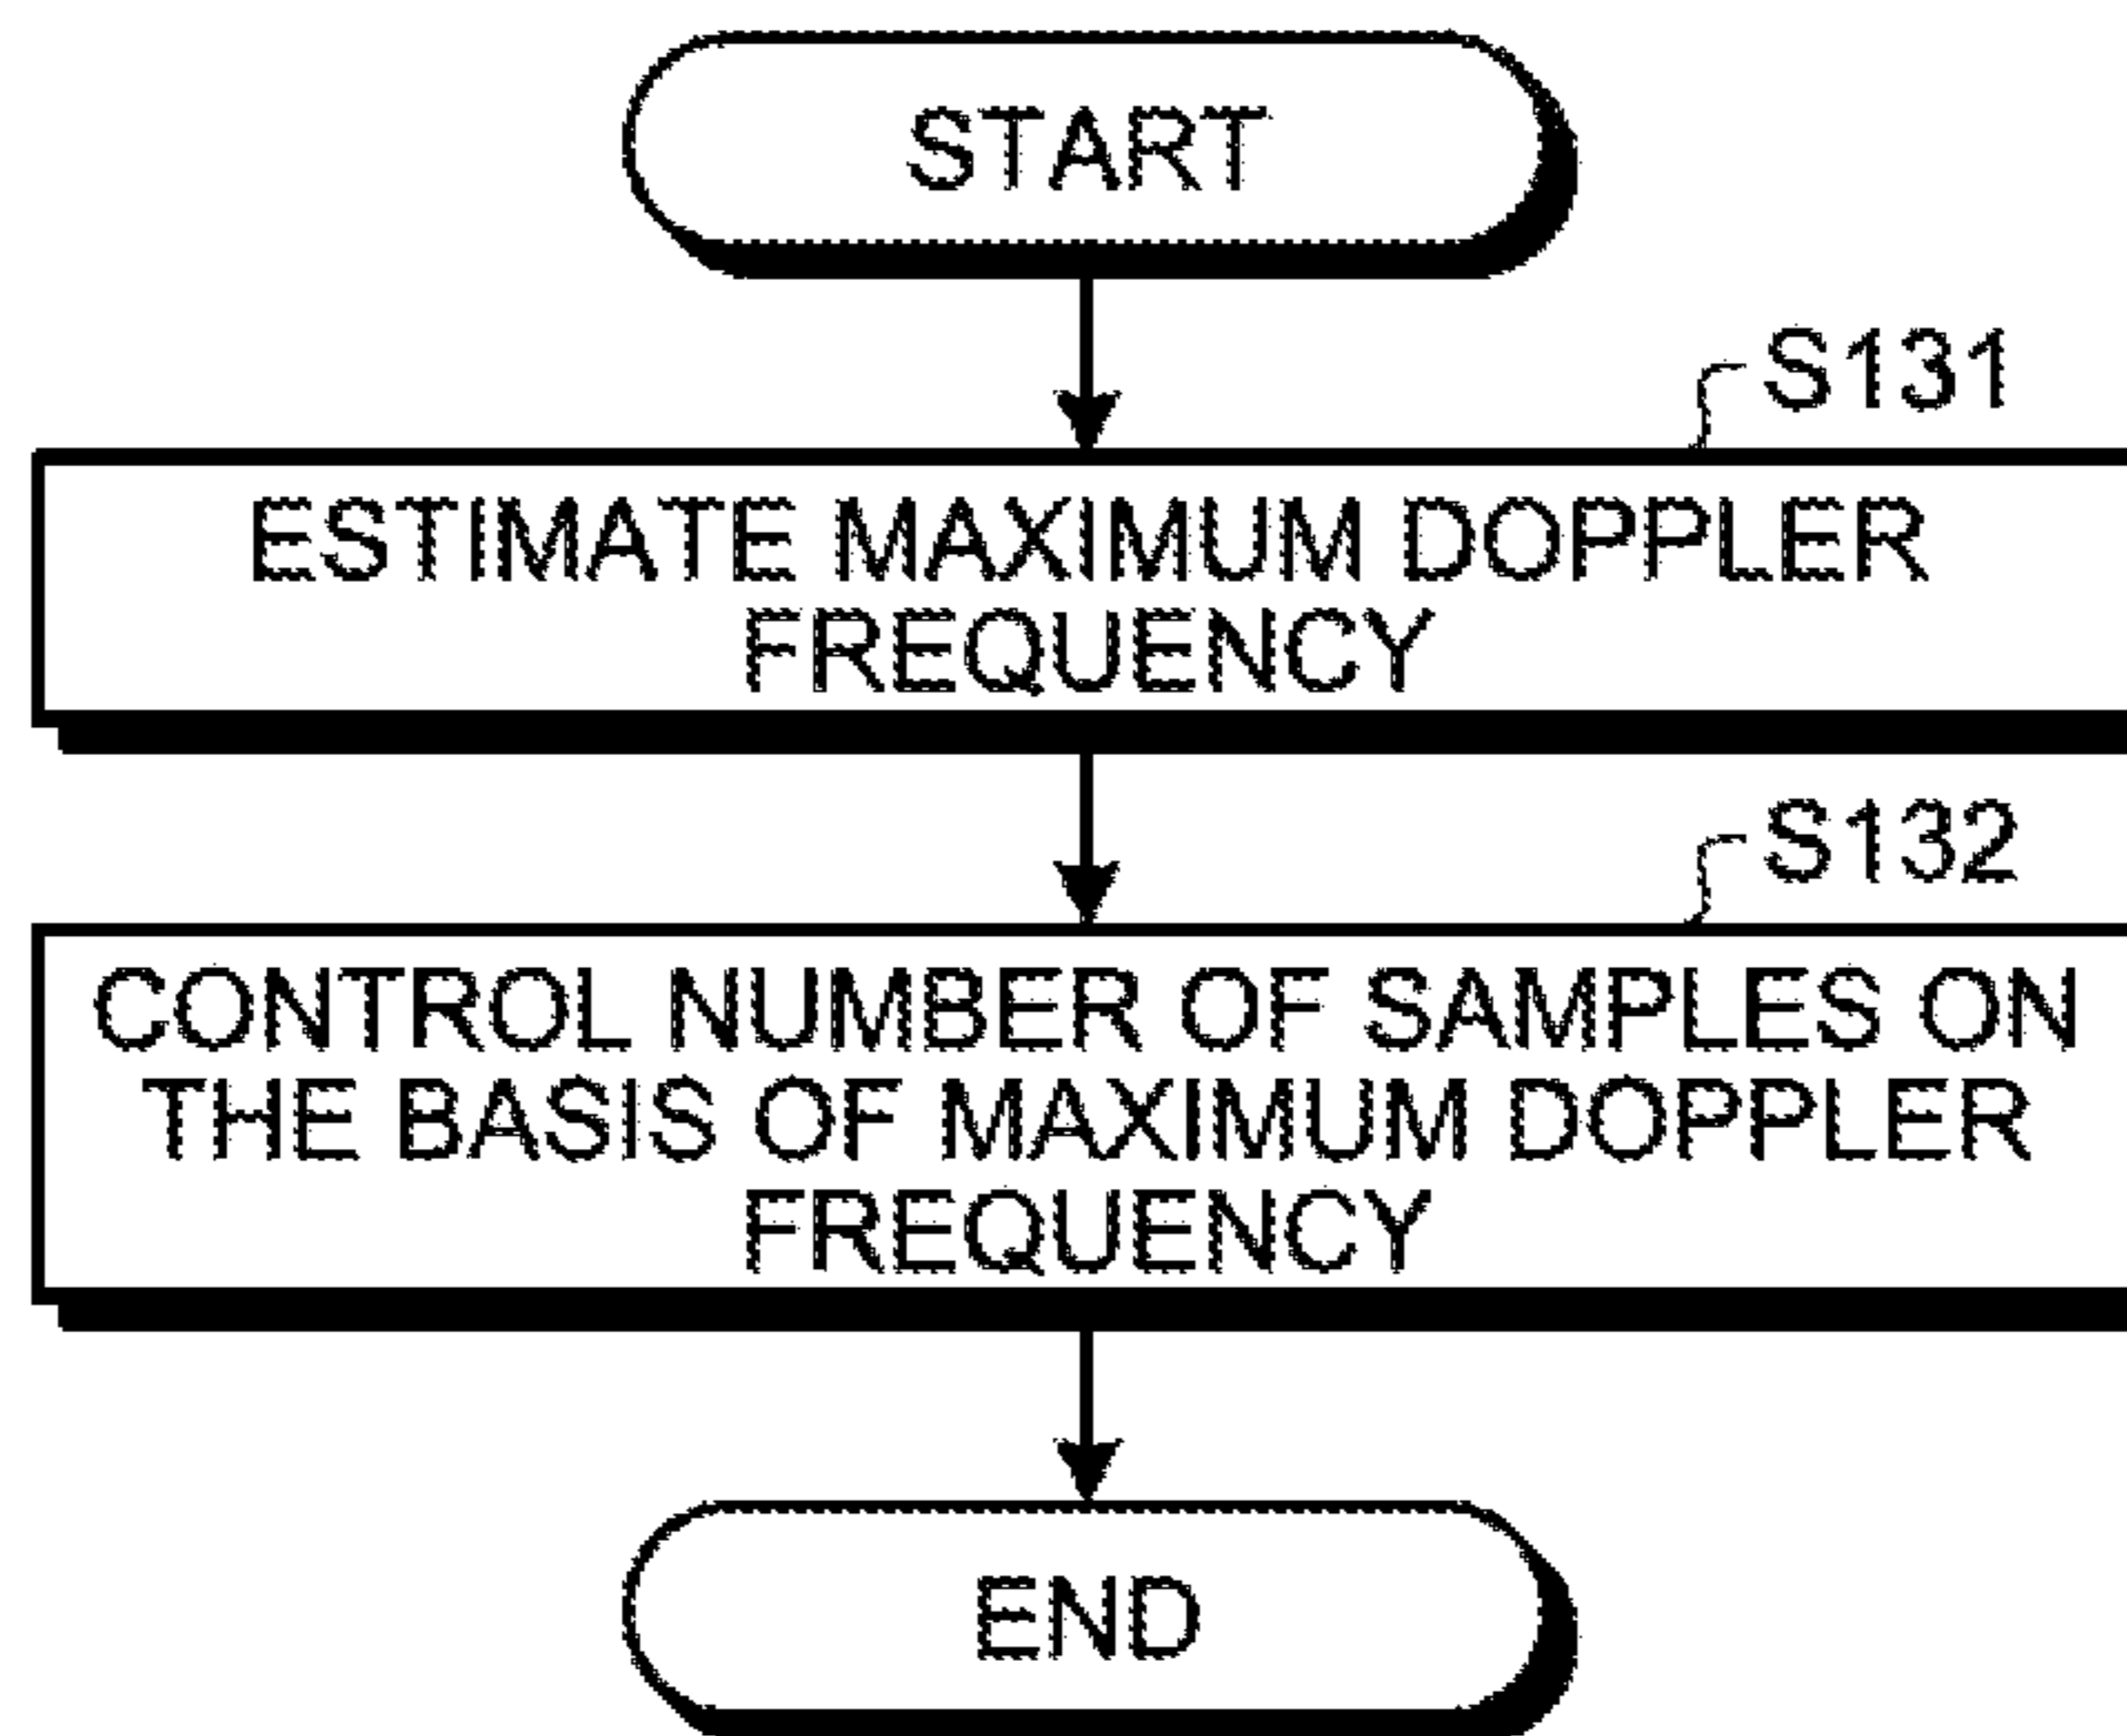 START
S131
ESTIMATE MAXIMUM DOPPLER
FREQUENCY
S132
CONTROL NUMBER OF SAMPLES ON
THE BASIS OF MAXIMUM DOPPLER
FREQUENCY
END